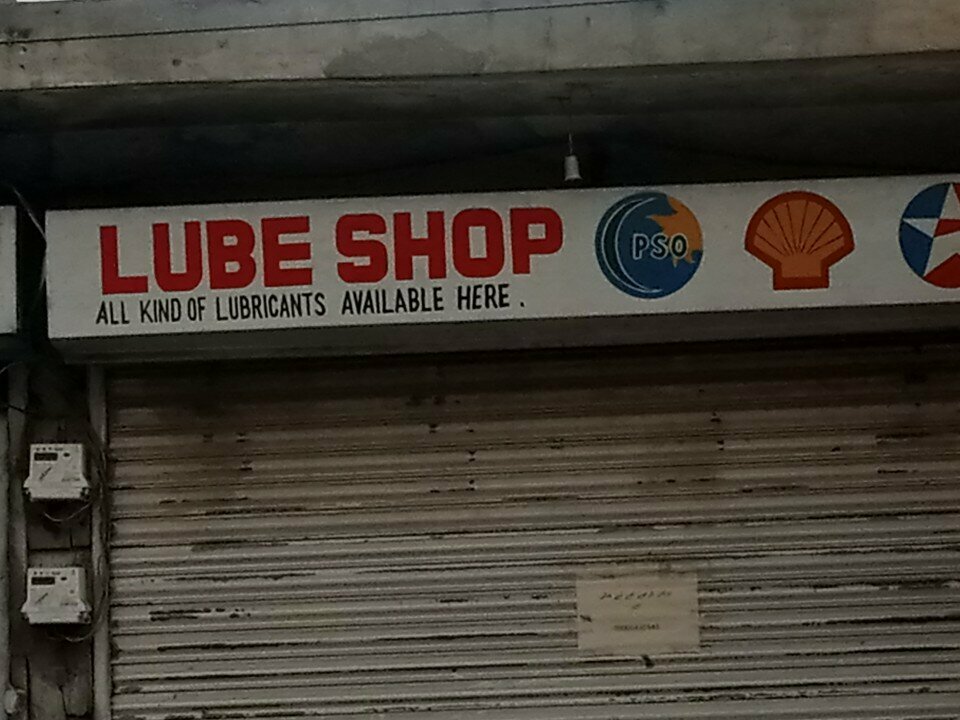 LUBE SHOP
ALL KIND OF LUBRICANTS AVAILABLE HERE .
PSO